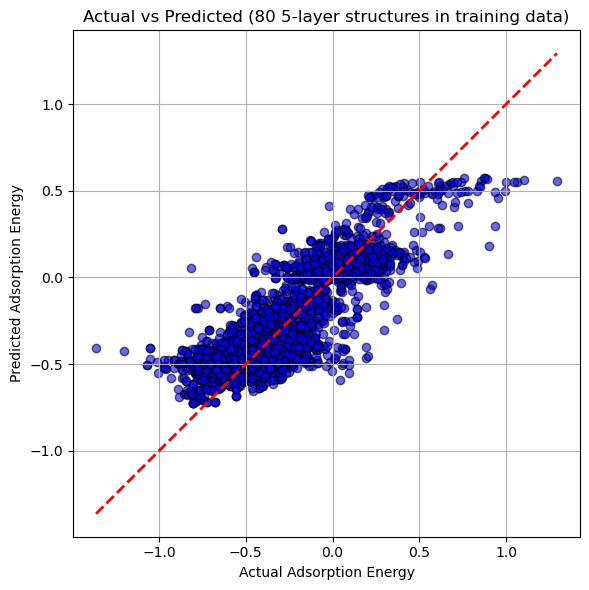 Actual vs Predicted (80 5-layer structures in training data)
Predicted Adsorption Energy
1.0
0.5
0.0
−0.5
−1.0
−1.0 −0.5 0.0 0.5 1.0
Actual Adsorption Energy